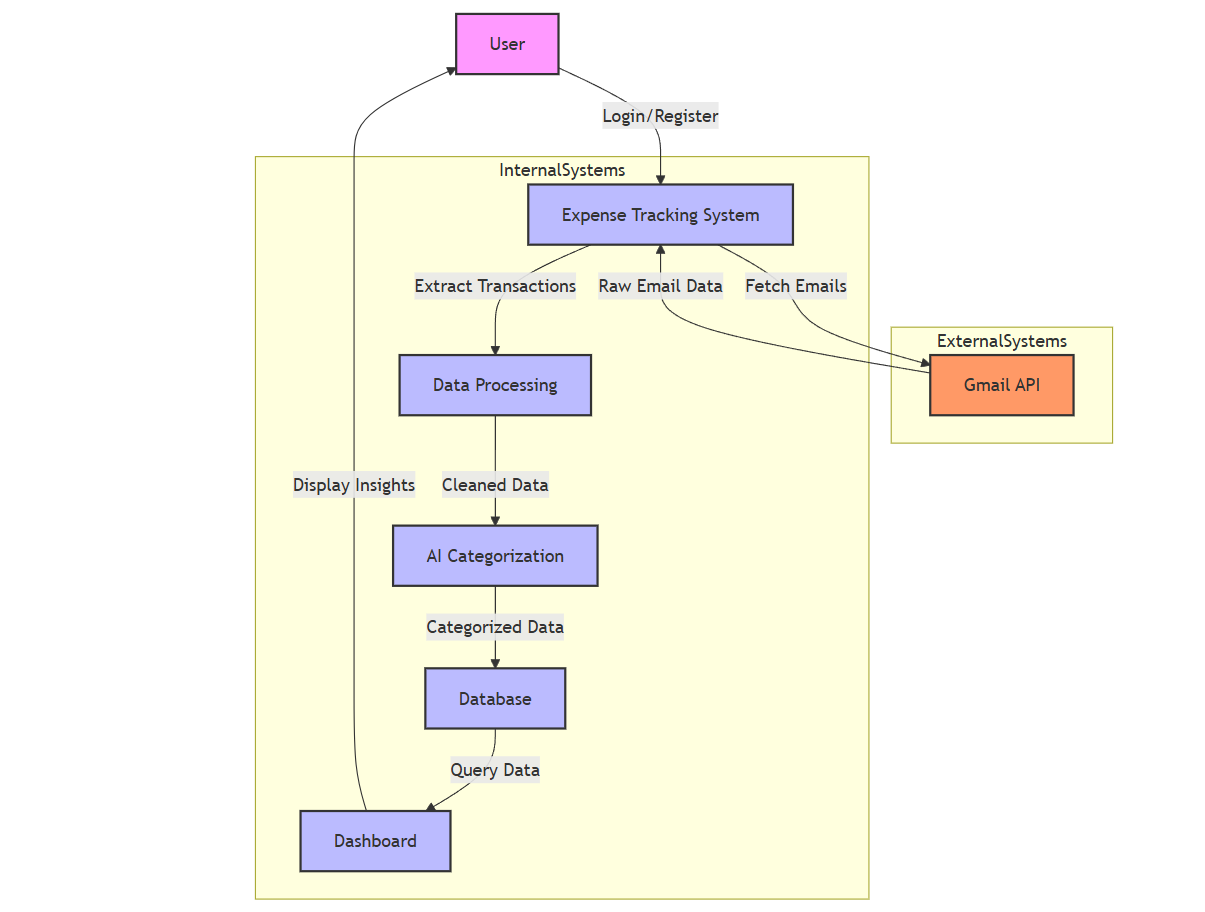 User
Login/Register
InternalSystems
Expense Tracking System
Extract Transactions
Raw Email Data
Fetch Emails
ExternalSystems
Data Processing
Gmail API
Display Insights
Cleaned Data
AI Categorization
Categorized Data
Database
Query Data
Dashboard